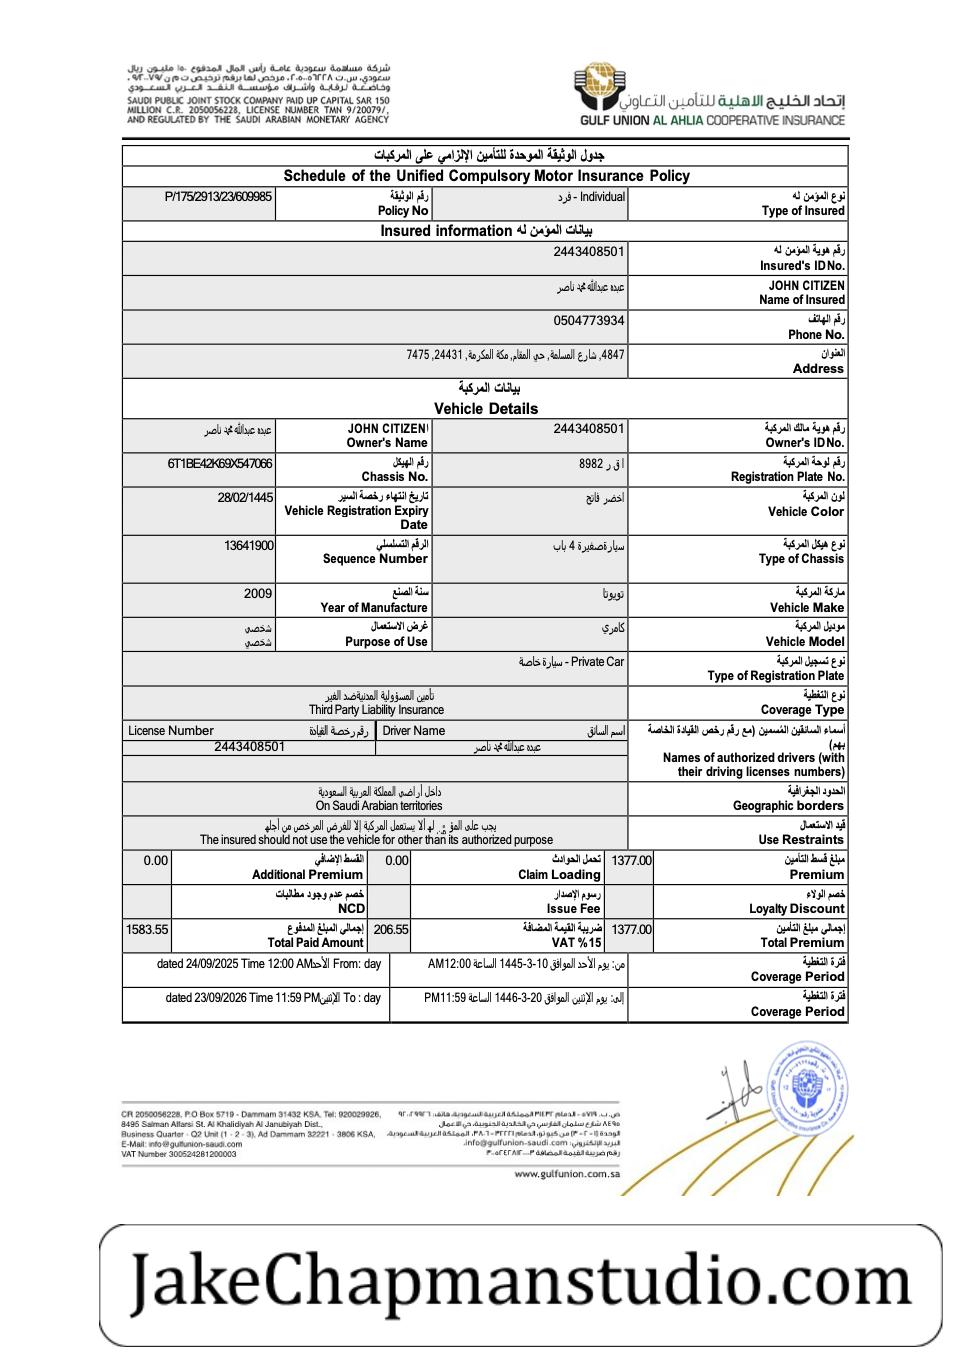 شركة مساهمة سعودية عامة رأس المال المدفوع ١٥٠ مليون ريال
سعودي، س.ت ٢٠٥٠٠٥٦٢٢٨، مرخص لها برقم ترخيص ت م ن /٩/٢٠٠٧٩،
وخاضعة لرقابة وإشراف مؤسسة النقد العربي السعودي
SAUDI PUBLIC JOINT STOCK COMPANY PAID UP CAPITAL SAR 150
MILLION C.R. 2050056228, LICENSE NUMBER TMN 9/20079/,
AND REGULATED BY THE SAUDI ARABIAN MONETARY AGENCY
إتحاد الخليج الاهلية للتأمين التعاوني
GULF UNION AL AHLIA COOPERATIVE INSURANCE
جدول الوثيقة الموحدة للتأمين الإلزامي على المركبات
Schedule of the Unified Compulsory Motor Insurance Policy
نوع المؤمن له
Type of Insured
فرد - Individual
رقم الوثيقة
Policy No
P/175/2913/23/609985
Insured information بيانات المؤمن له
رقم هوية المؤمن له
Insured's IDNo.
2443408501
JOHN CITIZEN
Name of Insured
عبده عبدالله محمد ناصر
رقم الهاتف
Phone No.
0504773934
العنوان
Address
4847, شارع المسلمة, حي المقام, مكة المكرمة, 24431, 7475
بيانات المركبة
Vehicle Details
رقم هوية مالك المركبة
Owner's IDNo.
2443408501
JOHN CITIZEN
Owner's Name
عبده عبدالله محمد ناصر
رقم لوحة المركبة
Registration Plate No.
ا ق ر 8982
رقم الهيكل
Chassis No.
6T1BE42K69X547066
لون المركبة
Vehicle Color
اخضر فاتح
تاريخ انتهاء رخصة السير
Vehicle Registration Expiry
Date
28/02/1445
نوع هيكل المركبة
Type of Chassis
سيارةصغيرة 4 باب
الرقم التسلسلي
Sequence Number
13641900
ماركة المركبة
Vehicle Make
تويوتا
سنة الصنع
Year of Manufacture
2009
موديل المركبة
Vehicle Model
كامري
غرض الاستعمال
Purpose of Use
شخصي
شخصي
نوع تسجيل المركبة
Type of Registration Plate
سيارة خاصة - Private Car
نوع التغطية
Coverage Type
تأمين المسؤولية المدنيةضد الغير
Third Party Liability Insurance
أسماء السائقين المُسمين (مع رقم رخص القيادة الخاصة
بهم)
Names of authorized drivers (with
their driving licenses numbers)
اسم السائق Driver Name
رقم رخصة القيادة License Number
عبده عبدالله محمد ناصر
2443408501
الحدود الجغرافية
Geographic borders
داخل أراضي المملكة العربية السعودية
On Saudi Arabian territories
قيد الاستعمال
Use Restraints
يجب على المؤمن له ألا يستعمل المركبة إلا للغرض المرخص من أجله
The insured should not use the vehicle for other than its authorized purpose
مبلغ قسط التأمين
Premium
1377.00
تحمل الحوادث
Claim Loading
0.00
القسط الإضافي
Additional Premium
0.00
خصم الولاء
Loyalty Discount
رسوم الإصدار
Issue Fee
خصم عدم وجود مطالبات
NCD
إجمالي مبلغ التأمين
Total Premium
1377.00
ضريبة القيمة المضافة
VAT %15
206.55
إجمالي المبلغ المدفوع
Total Paid Amount
1583.55
فترة التغطية
Coverage Period
من: يوم الأحد الموافق 10-3-1445 الساعة AM12:00
dated 24/09/2025 Time 12:00 AMالأحد From: day
فترة التغطية
Coverage Period
إلى: يوم الإثنين الموافق 20-3-1446 الساعة PM11:59
dated 23/09/2026 Time 11:59 PMالإثنين To : day
CR 2050056228, P.O Box 5719 - Dammam 31432 KSA, Tel: 920029926,
8495 Salman Alfarsi St. Al Khalidiyah Al Janubiyah Dist.,
Business Quarter - Q2 Unit (1 - 2 - 3), Ad Dammam 32221 - 3806 KSA,
E-Mail: info@gulfunion-saudi.com
VAT Number 300524281200003
ص.ب. ٥٧١٩ - الدمام ٣١٤٣٢ المملكة العربية السعودية، هاتف: ٩٢٠٠٢٩٩٢٦
٨٤٩٥ شارع سلمان الفارسي حي الخالدية الجنوبية، حي الأعمال
الوحدة (١ - ٢ - ٣) من كيو تو، الدمام ٣٢٢٢١ - ٣٨٠٦، المملكة العربية السعودية،
البريد الإلكتروني: info@gulfunion-saudi.com،
www.gulfunion.com.sa
JakeChapmanstudio.com